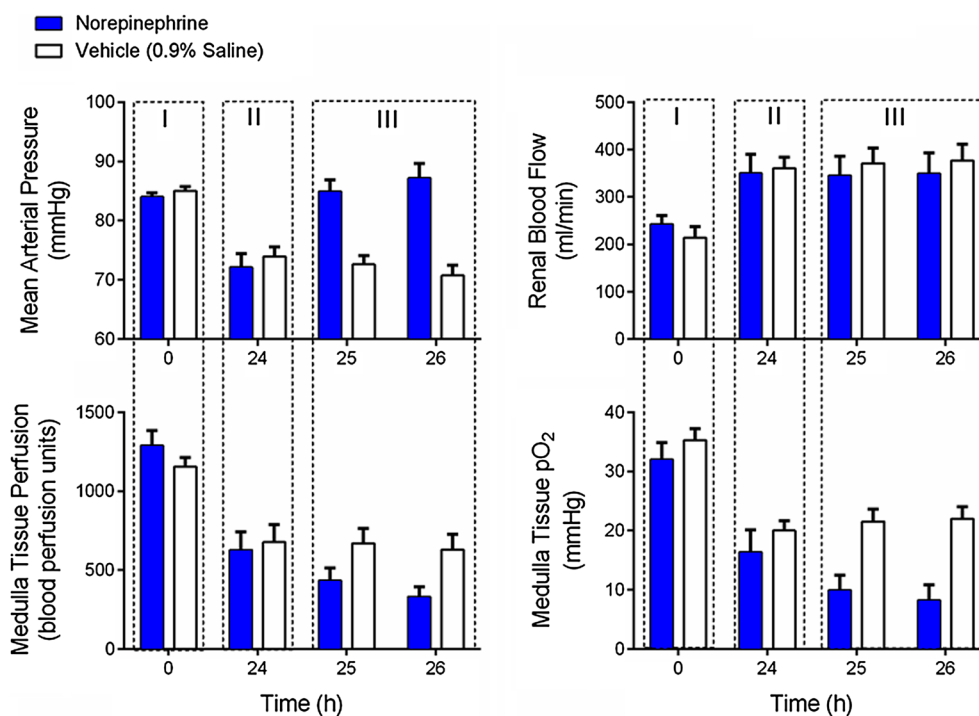 Norepinephrine
Vehicle (0.9% Saline)
Mean Arterial Pressure
(mmHg)
100
90
80
70
60
I
II
III
0
24
25
26
Renal Blood Flow
(ml/min)
500
400
300
200
100
0
I
II
III
0
24
25
26
Medulla Tissue Perfusion
(blood perfusion units)
1500
1000
500
0
0
24
25
26
Time (h)
Medulla Tissue pO2
(mmHg)
40
30
20
10
0
0
24
25
26
Time (h)